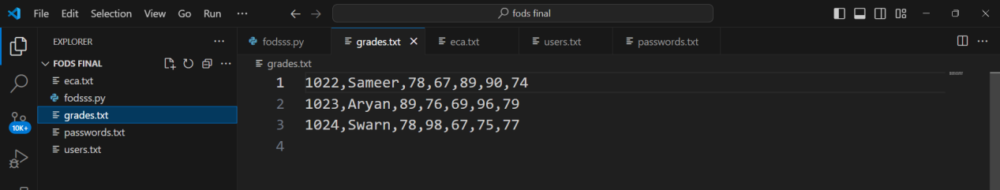 File Edit Selection View Go Run ··· fods final
EXPLORER ···
fodsss.py grades.txt eca.txt users.txt passwords.txt ···
FODS FINAL ···
grades.txt
eca.txt
fodsss.py
grades.txt
passwords.txt
users.txt
10K+
1 1022,Sameer,78,67,89,90,74
2 1023,Aryan,89,76,69,96,79
3 1024,Swarn,78,98,67,75,77
4